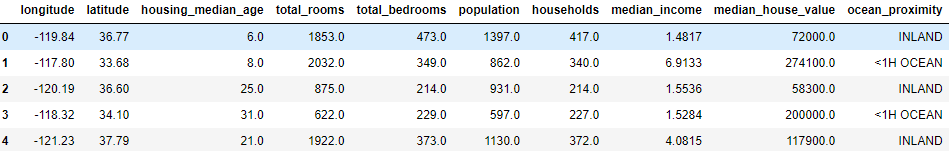 longitude latitude housing_median_age total_rooms total_bedrooms population households median_income median_house_value ocean_proximity
0 -119.84 36.77 6.0 1853.0 473.0 1397.0 417.0 1.4817 72000.0 INLAND
1 -117.80 33.68 8.0 2032.0 349.0 862.0 340.0 6.9133 274100.0 <1H OCEAN
2 -120.19 36.60 25.0 875.0 214.0 931.0 214.0 1.5536 58300.0 INLAND
3 -118.32 34.10 31.0 622.0 229.0 597.0 227.0 1.5284 200000.0 <1H OCEAN
4 -121.23 37.79 21.0 1922.0 373.0 1130.0 372.0 4.0815 117900.0 INLAND